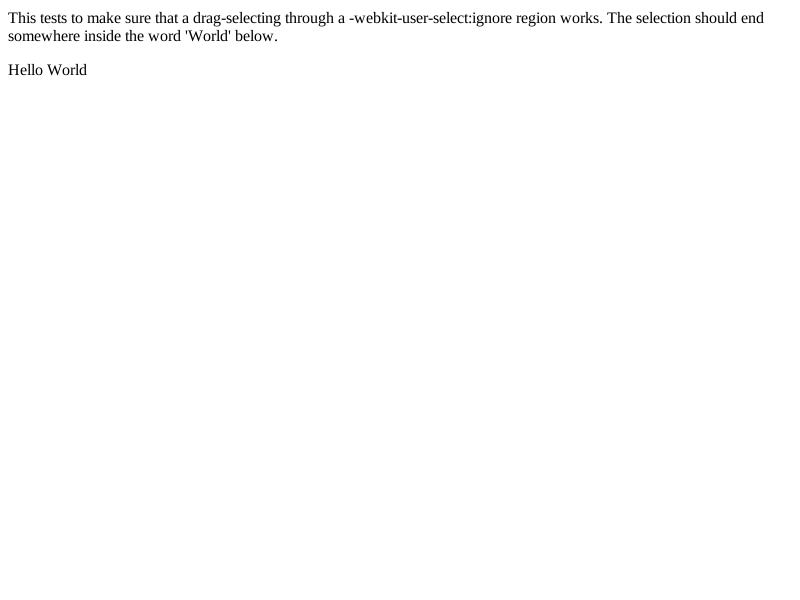 This tests to make sure that a drag-selecting through a -webkit-user-select:ignore region works. The selection should end
somewhere inside the word 'World' below.
Hello World